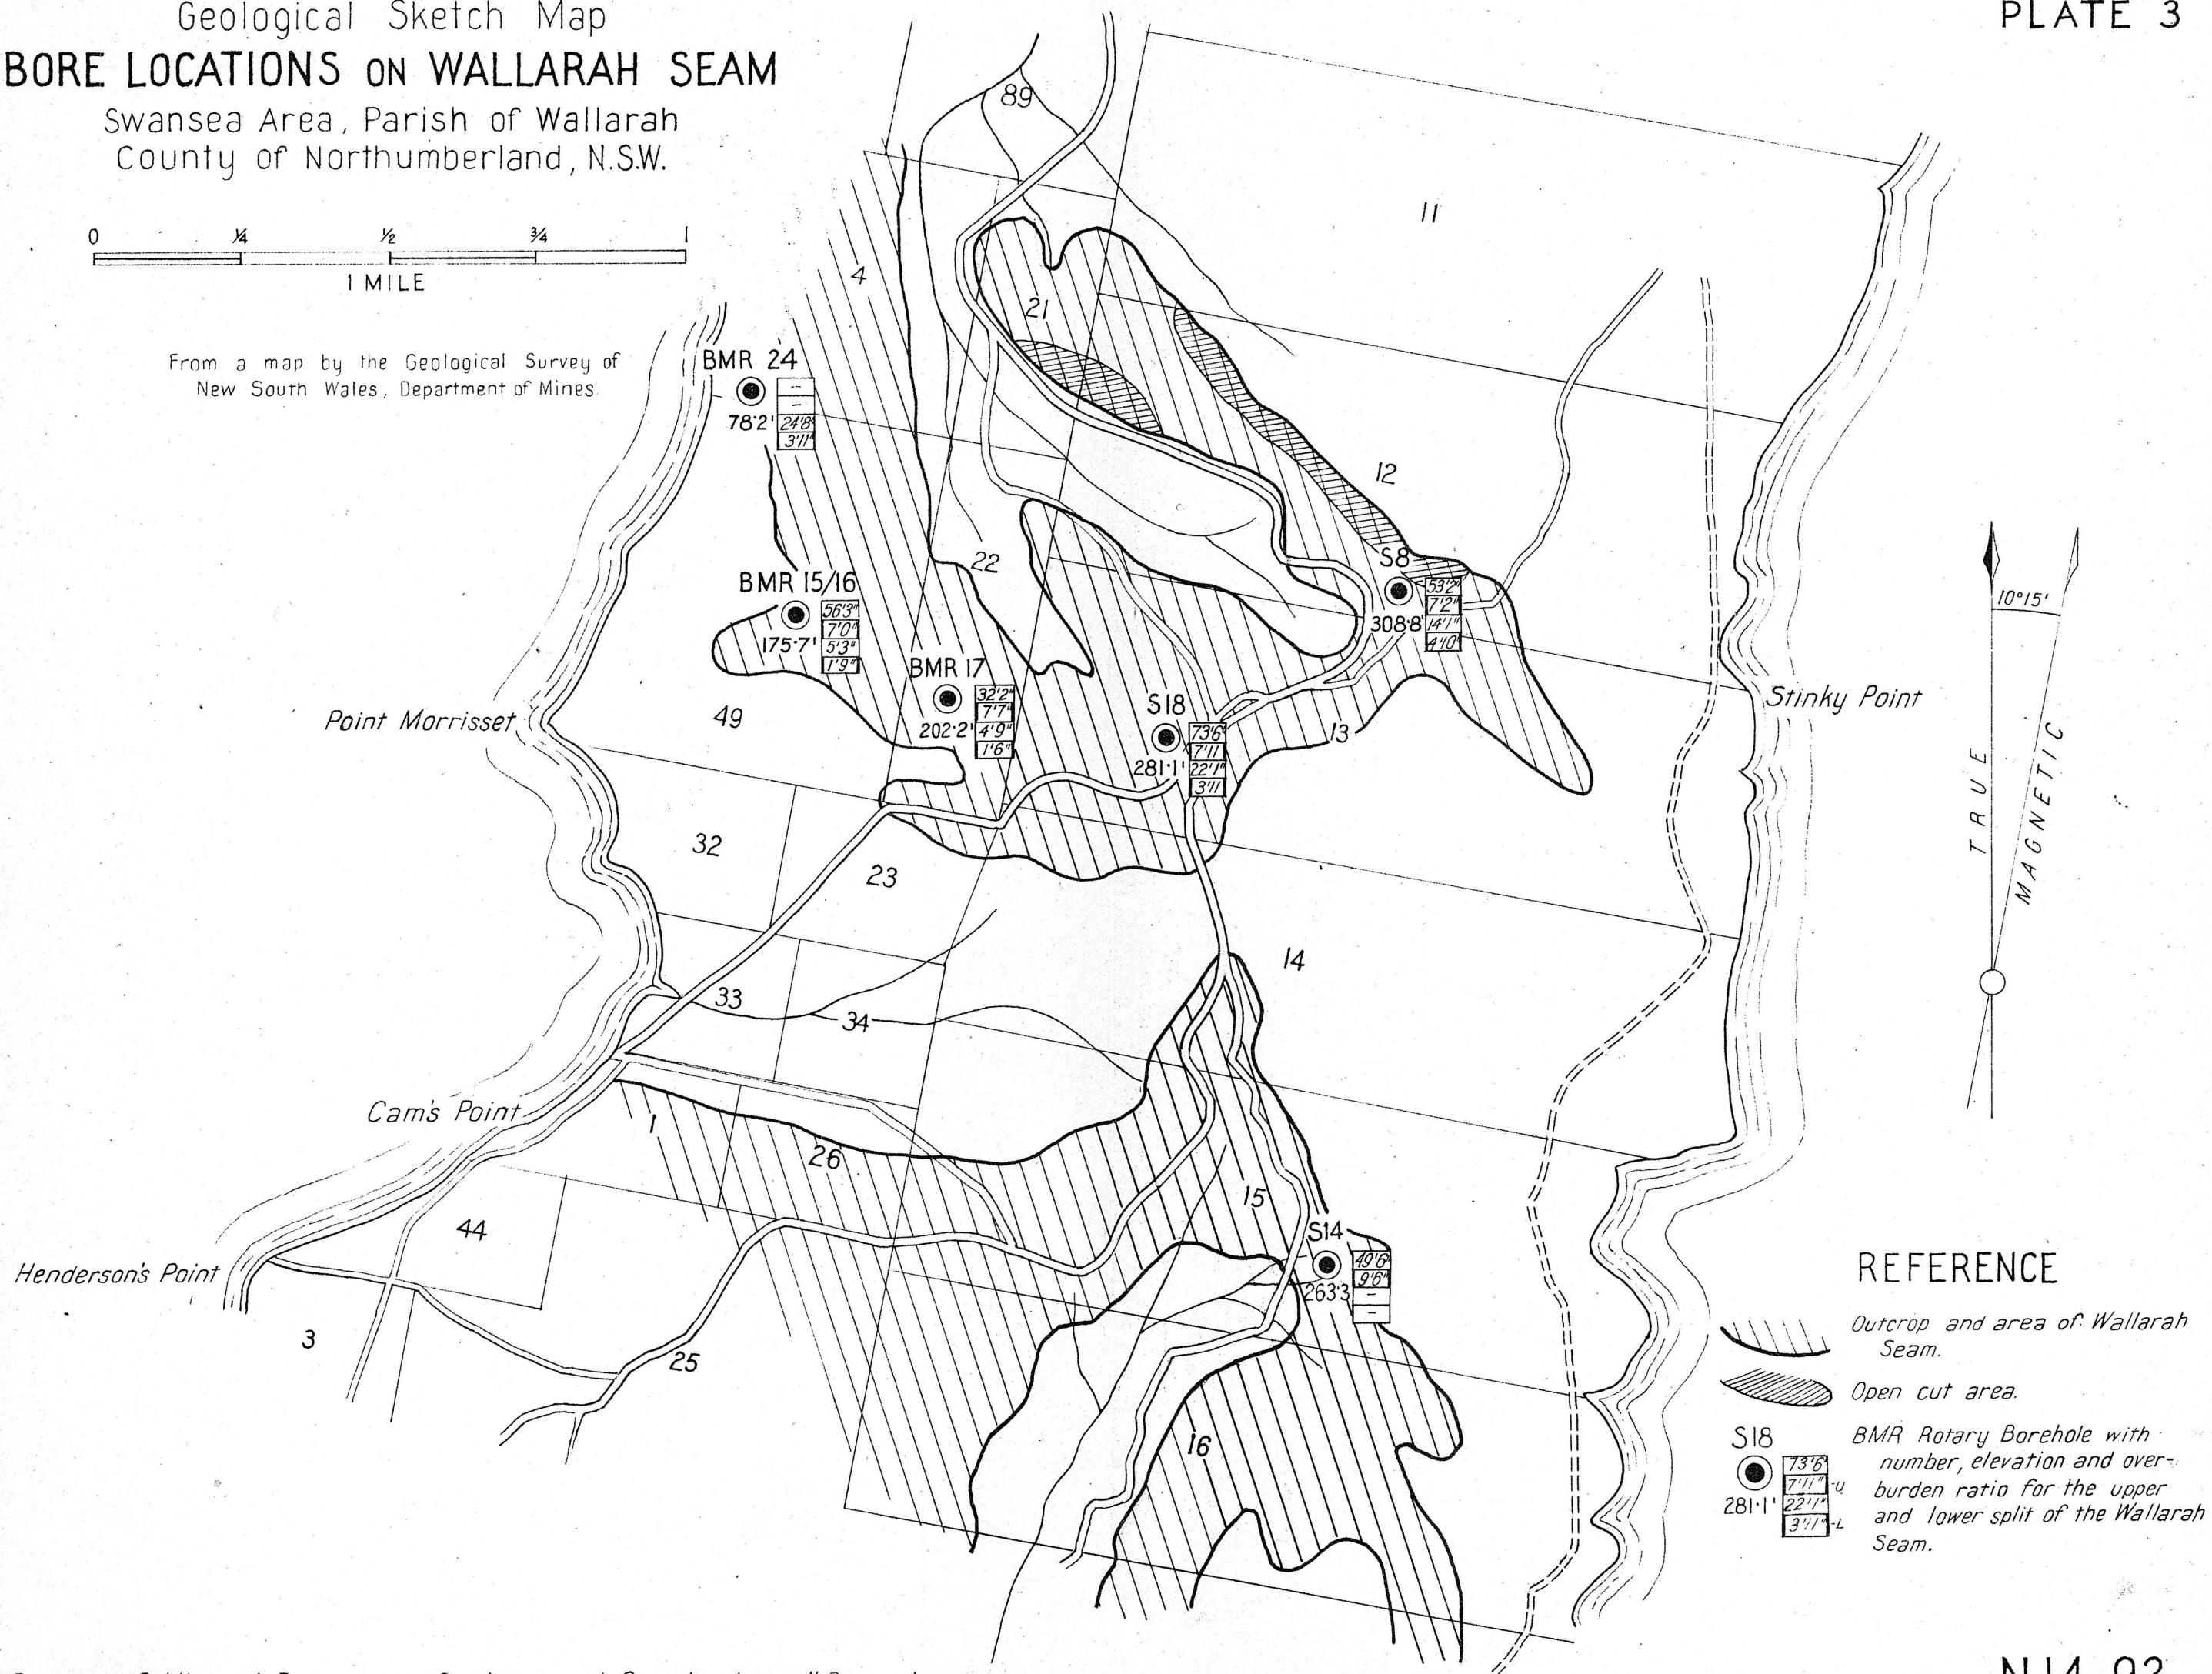 Geological Sketch Map
BORE LOCATIONS ON WALLARAH SEAM
Swansea Area, Parish of Wallarah
County of Northumberland, N.S.W.
PLATE 3
0 ¼ ½ ¾ 1
1 MILE
From a map by the Geological Survey of
New South Wales, Department of Mines.
89
11
4
21
BMR 24
78·2'
–
–
24'8"
3'11"
12
22
S8
308·8'
53'2"
7'2"
14'1"
4'10"
BMR 15/16
175·7'
56'3"
7'0"
5'3"
1'9"
BMR 17
202·2'
32'2"
7'7"
4'9"
1'6"
S18
281·1'
73'6"
7'11
22'1"
3'11
13
49
Point Morrisset
Stinky Point
10°15'
TRUE
MAGNETIC
32
23
14
33
34
Cam's Point
1
26
15
44
S14
263·3
49'6"
9'6"
–
–
Henderson's Point
3
25
16
REFERENCE
Outcrop and area of Wallarah
Seam.
Open cut area.
S18
281·1'
73'6"
7'11"-U
22'1"
3'11"-L
BMR Rotary Borehole with
number, elevation and over-
burden ratio for the upper
and lower split of the Wallarah
Seam.